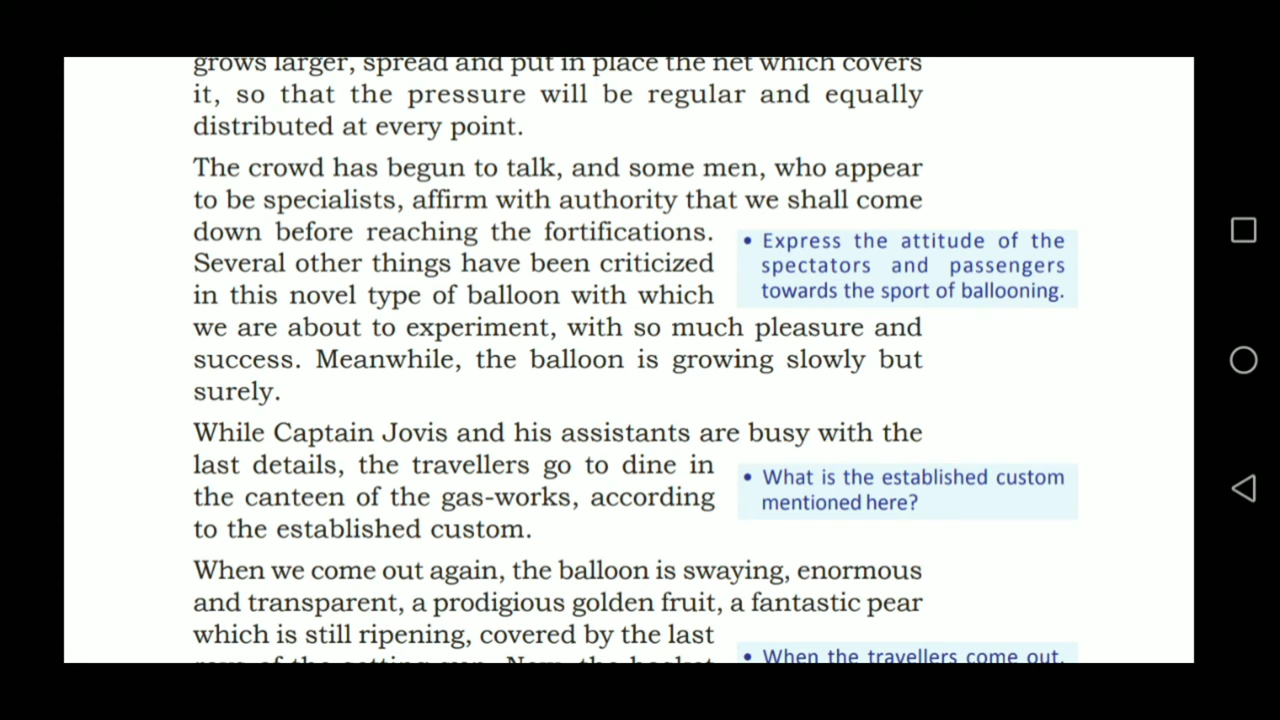 grows larger, spread and put in place the net which covers
it, so that the pressure will be regular and equally
distributed at every point.
The crowd has begun to talk, and some men, who appear
to be specialists, affirm with authority that we shall come
down before reaching the fortifications.
Several other things have been criticized
in this novel type of balloon with which
we are about to experiment, with so much pleasure and
success. Meanwhile, the balloon is growing slowly but
surely.
• Express the attitude of the
spectators and passengers
towards the sport of ballooning.
While Captain Jovis and his assistants are busy with the
last details, the travellers go to dine in
the canteen of the gas-works, according
to the established custom.
• What is the established custom
mentioned here?
When we come out again, the balloon is swaying, enormous
and transparent, a prodigious golden fruit, a fantastic pear
which is still ripening, covered by the last
rays of the setting sun. Now, the basket
• When the travellers come out,